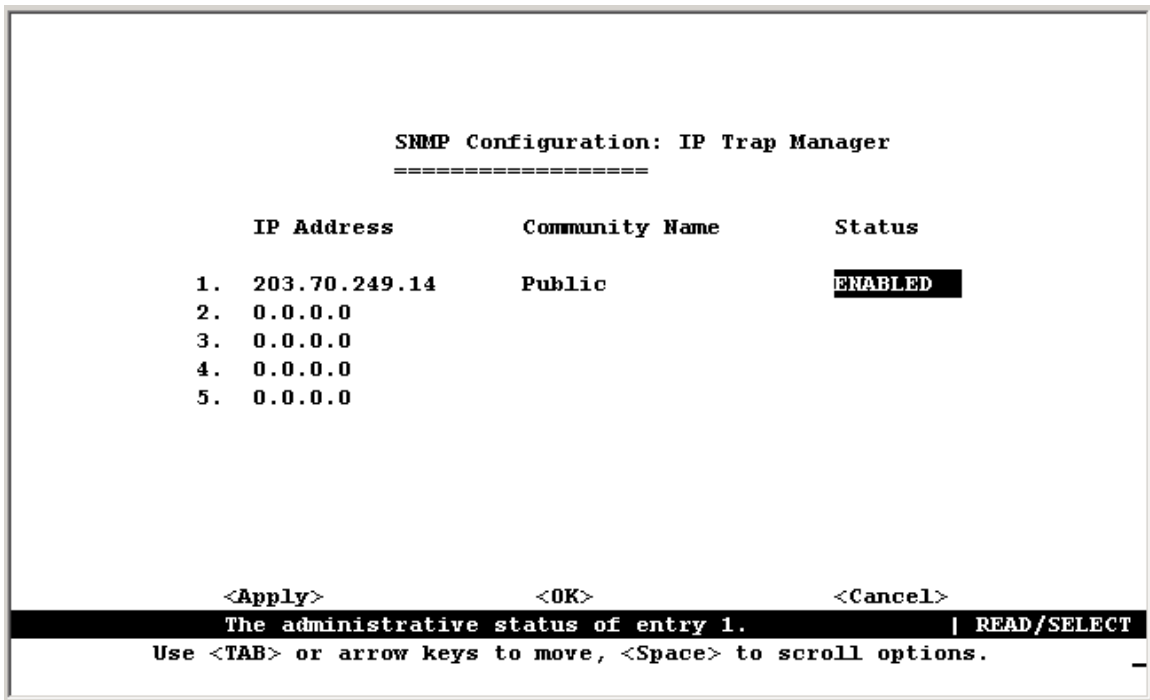 SNMP Configuration: IP Trap Manager
==================
IP Address Community Name Status
1. 203.70.249.14 Public ENABLED
2. 0.0.0.0
3. 0.0.0.0
4. 0.0.0.0
5. 0.0.0.0
<Apply> <OK> <Cancel>
The administrative status of entry 1. | READ/SELECT
Use <TAB> or arrow keys to move, <Space> to scroll options. _